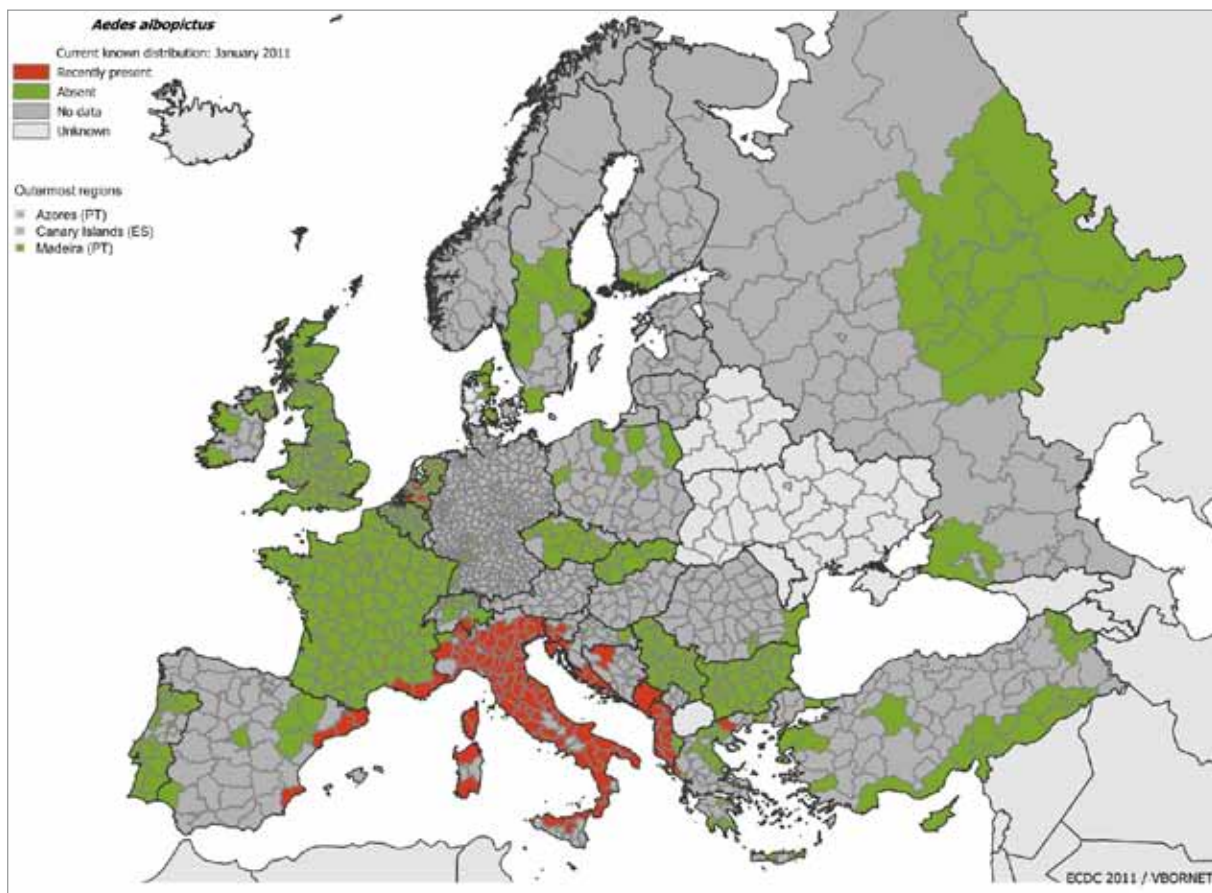 Aedes albopictus
Current known distribution: January 2011
Recently present
Absent
No data
Unknown
Outermost regions
Azores (PT)
Canary Islands (ES)
Madeira (PT)
ECDC 2011 / VBORNET